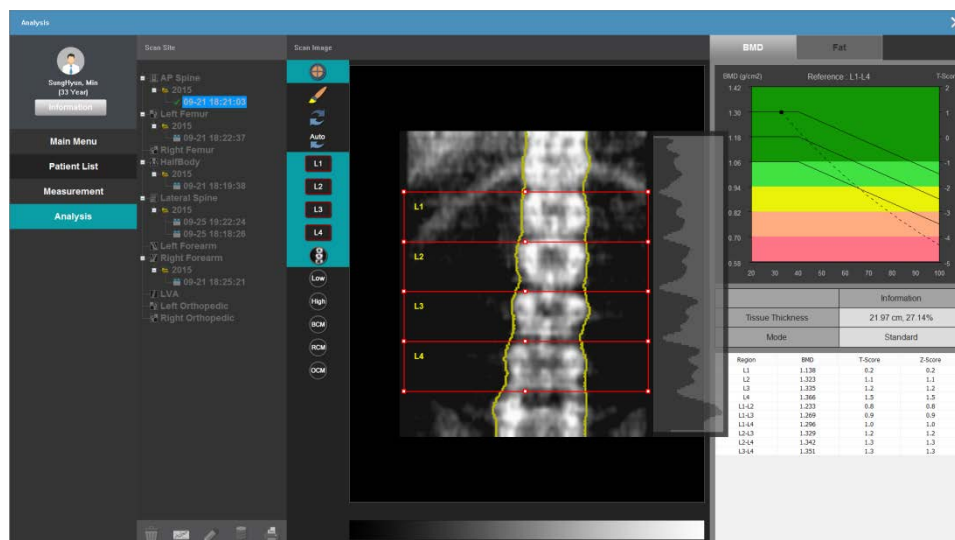 Analysis
SungHyun, Min
(33 Year)
Information
Main Menu
Patient List
Measurement
Analysis
Scan Site
AP Spine
2015
09-21 18:21:03
Left Femur
2015
09-21 18:22:37
Right Femur
HalfBody
2015
09-21 18:19:38
Lateral Spine
2015
09-25 19:22:24
09-25 18:18:26
Left Forearm
Right Forearm
2015
09-21 18:25:21
LVA
Left Orthopedic
Right Orthopedic
Scan Image
Auto
L1
L2
L3
L4
Low
High
BCM
RCM
OCM
L1
L2
L3
L4
BMD Fat
BMD (g/cm2) Reference : L1-L4 T-Score
1.42 2
1.30 1
1.18 0
1.06 -1
0.94 -2
0.82 -3
0.70 -4
0.58 -5
20 30 40 50 60 70 80 90 100
Information
Tissue Thickness 21.97 cm, 27.14%
Mode Standard
Region BMD T-Score Z-Score
L1 1.138 0.2 0.2
L2 1.323 1.1 1.1
L3 1.335 1.2 1.2
L4 1.366 1.5 1.5
L1-L2 1.233 0.8 0.8
L1-L3 1.269 0.9 0.9
L1-L4 1.296 1.0 1.0
L2-L3 1.329 1.2 1.2
L2-L4 1.342 1.3 1.3
L3-L4 1.351 1.3 1.3